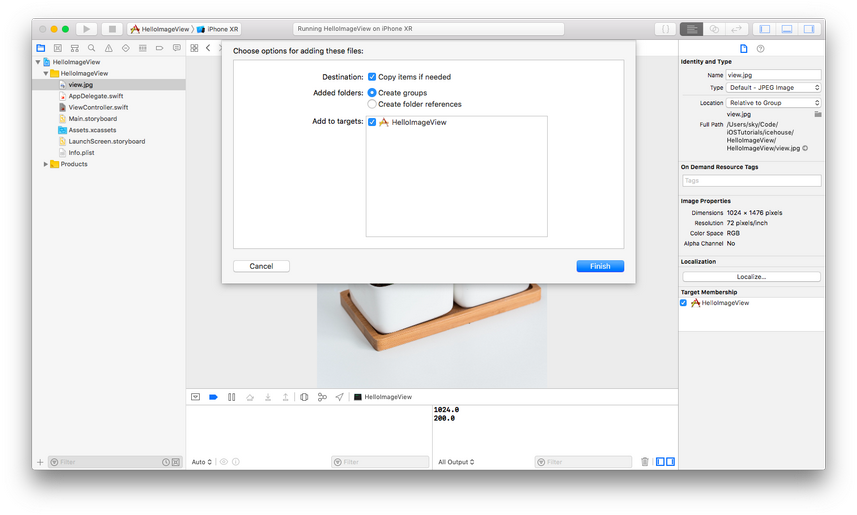 HelloImageView
iPhone XR
Running HelloImageView on iPhone XR
HelloImageView
HelloImageView
view.jpg
AppDelegate.swift
ViewController.swift
Main.storyboard
Assets.xcassets
LaunchScreen.storyboard
Info.plist
Products
Filter
Choose options for adding these files:
Destination: Copy items if needed
Added folders: Create groups
Create folder references
Add to targets: HelloImageView
Cancel
Finish
HelloImageView
1024.0
200.0
Auto
Filter
All Output
Filter
Identity and Type
Name view.jpg
Type Default - JPEG Image
Location Relative to Group
view.jpg
Full Path /Users/sky/Code/
iOSTutorials/icehouse/
HelloImageView/
HelloImageView/view.jpg
On Demand Resource Tags
Tags
Image Properties
Dimensions 1024 × 1476 pixels
Resolution 72 pixels/inch
Color Space RGB
Alpha Channel No
Localization
Localize...
Target Membership
HelloImageView